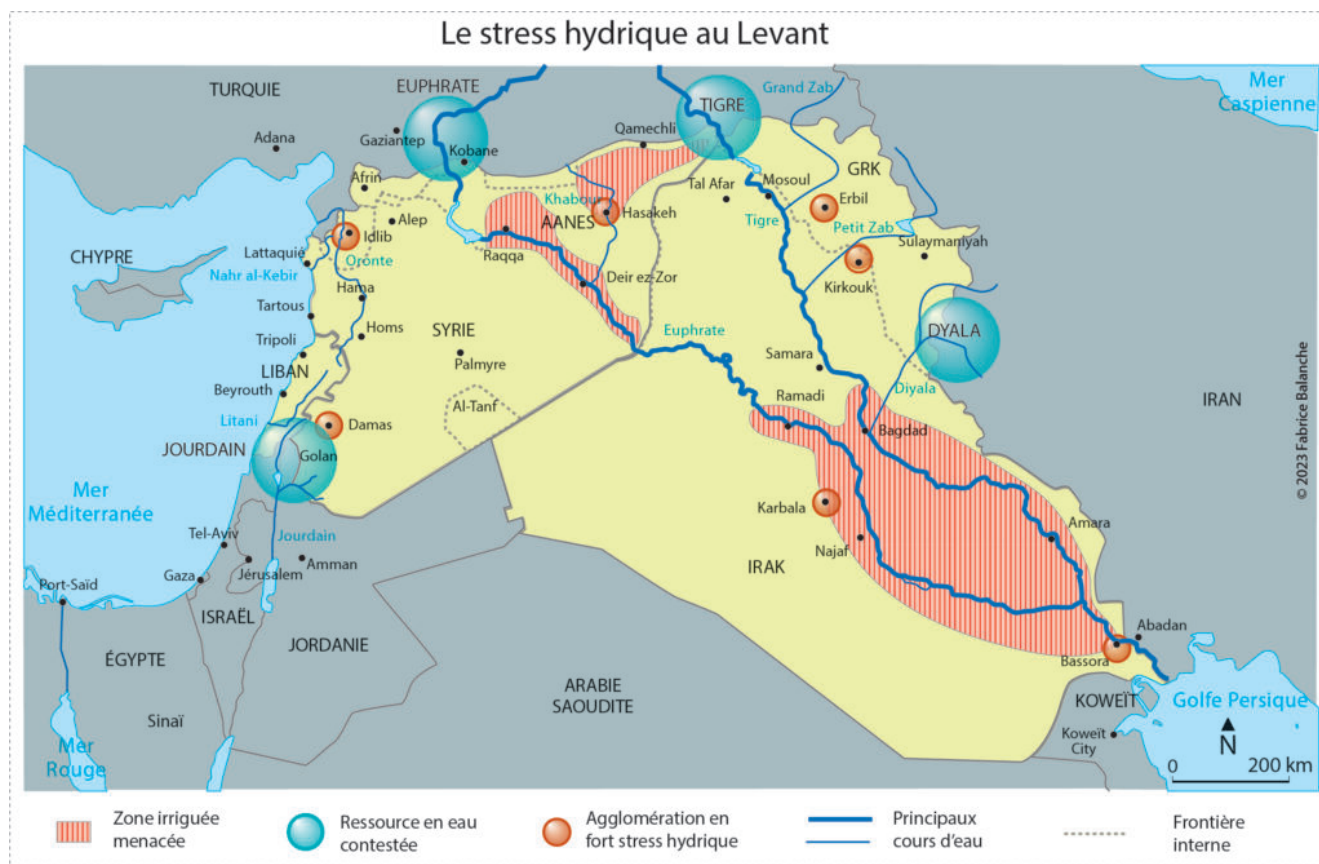 Le stress hydrique au Levant
TURQUIE
EUPHRATE
TIGRE
Grand Zab
Mer
Caspienne
Adana
Gaziantep
Kobane
Qamechli
Afrin
Alep
Khabour
Hasakeh
AANES
Tal Afar
Mosoul
GRK
Erbil
Tigre
Petit Zab
Sulaymaniyah
Idlib
Lattaquié
Oronte
Raqqa
Kirkouk
CHYPRE
Nahr al-Kebir
Hama
Deir ez-Zor
Tartous
Homs
SYRIE
Euphrate
DYALA
Tripoli
Palmyre
Samara
LIBAN
Beyrouth
Al-Tanf
Ramadi
Diyala
IRAN
Litani
Damas
Bagdad
JOURDAIN
Golan
Mer
Méditerranée
Karbala
Amara
Tel-Aviv
Jourdain
Najaf
Gaza
Jérusalem
Amman
IRAK
Port-Saïd
ISRAËL
Abadan
JORDANIE
Bassora
ÉGYPTE
ARABIE
SAOUDITE
KOWEÏT
Golfe Persique
Sinaï
Koweït
City
N
Mer
Rouge
0 200 km
© 2023 Fabrice Balanche
Zone irriguée
menacée
Ressource en eau
contestée
Agglomération en
fort stress hydrique
Principaux
cours d'eau
Frontière
interne